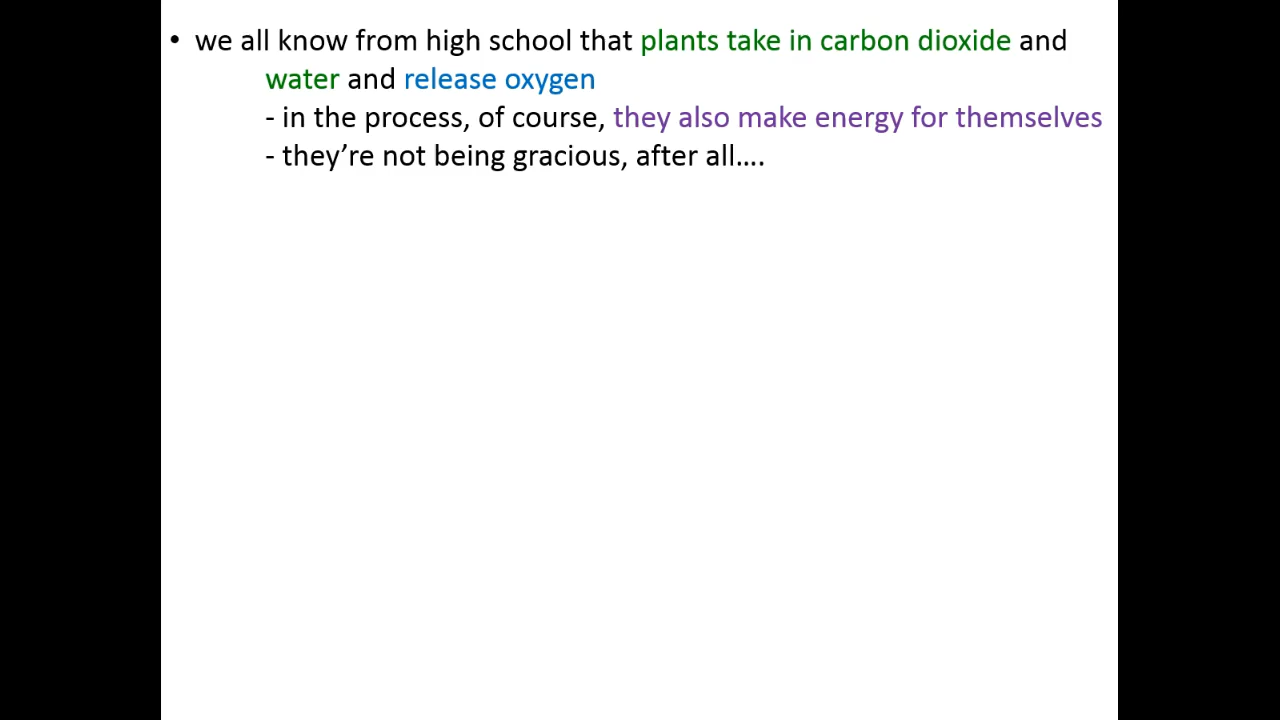 • we all know from high school that plants take in carbon dioxide and
water and release oxygen
- in the process, of course, they also make energy for themselves
- they’re not being gracious, after all….